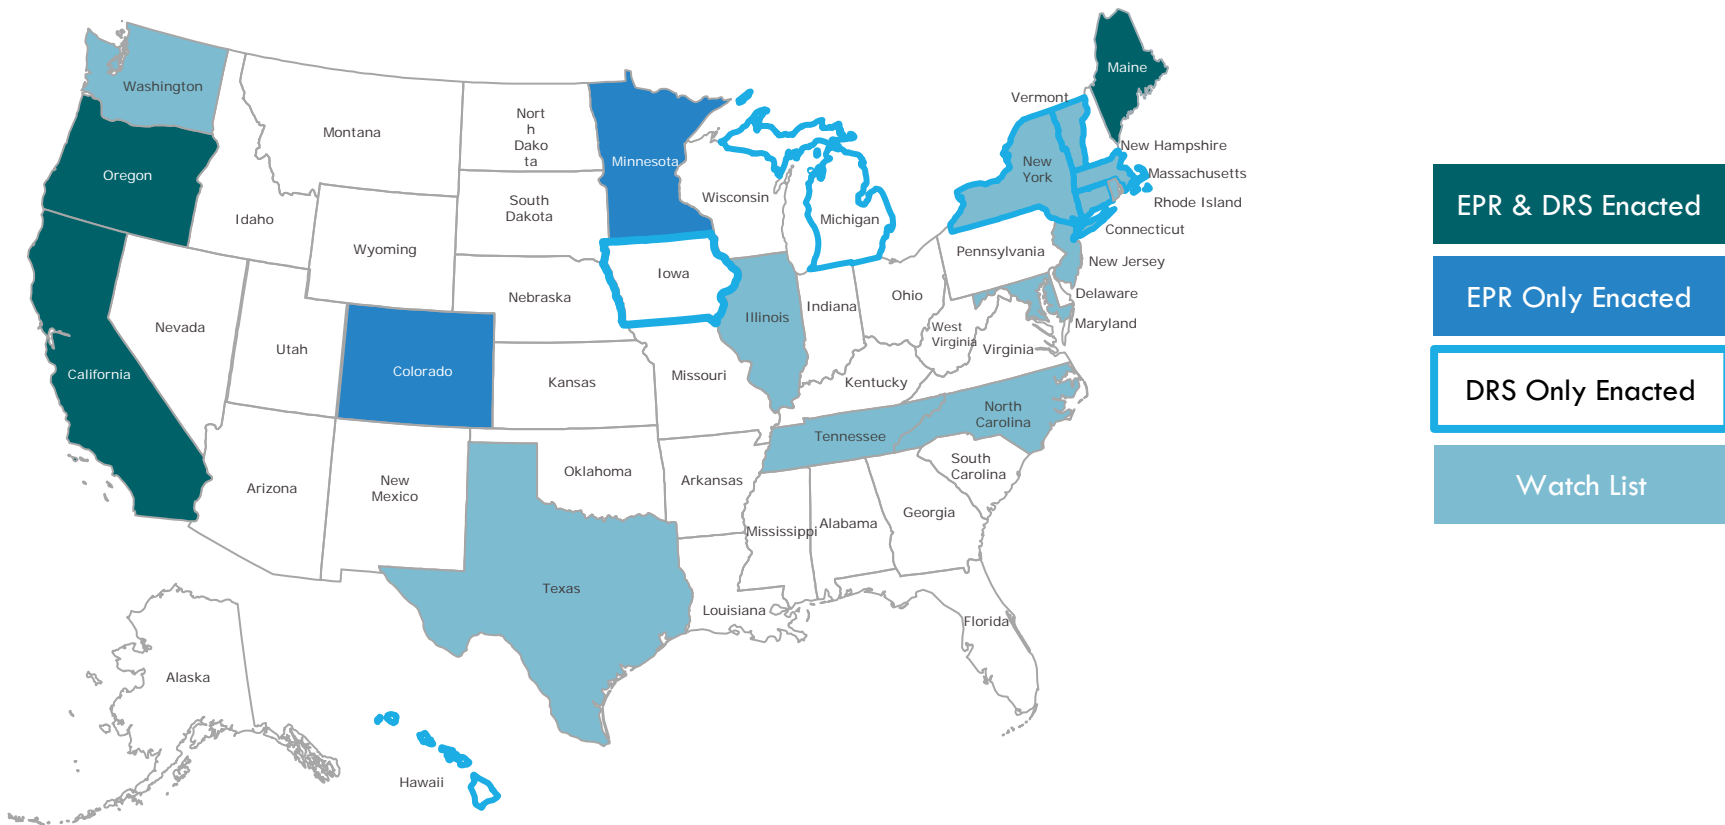 Maine
Washington
Vermont
Montana
Nort
h
Dako
ta
Minnesota
New Hampshire
Oregon
New
York
Massachusetts
Wisconsin
South
Dakota
Rhode Island
Idaho
Michigan
Connecticut
Wyoming
Pennsylvania
New Jersey
Iowa
Nebraska
Ohio
Delaware
Indiana
Illinois
Maryland
Nevada
West
Virginia
Utah
Virginia
California
Colorado
Kansas
Missouri
Kentucky
North
Carolina
Tennessee
South
Carolina
Oklahoma
New
Mexico
Arizona
Arkansas
Georgia
Mississippi
Alabama
Texas
Louisiana
Florida
Alaska
Hawaii
EPR & DRS Enacted
EPR Only Enacted
DRS Only Enacted
Watch List